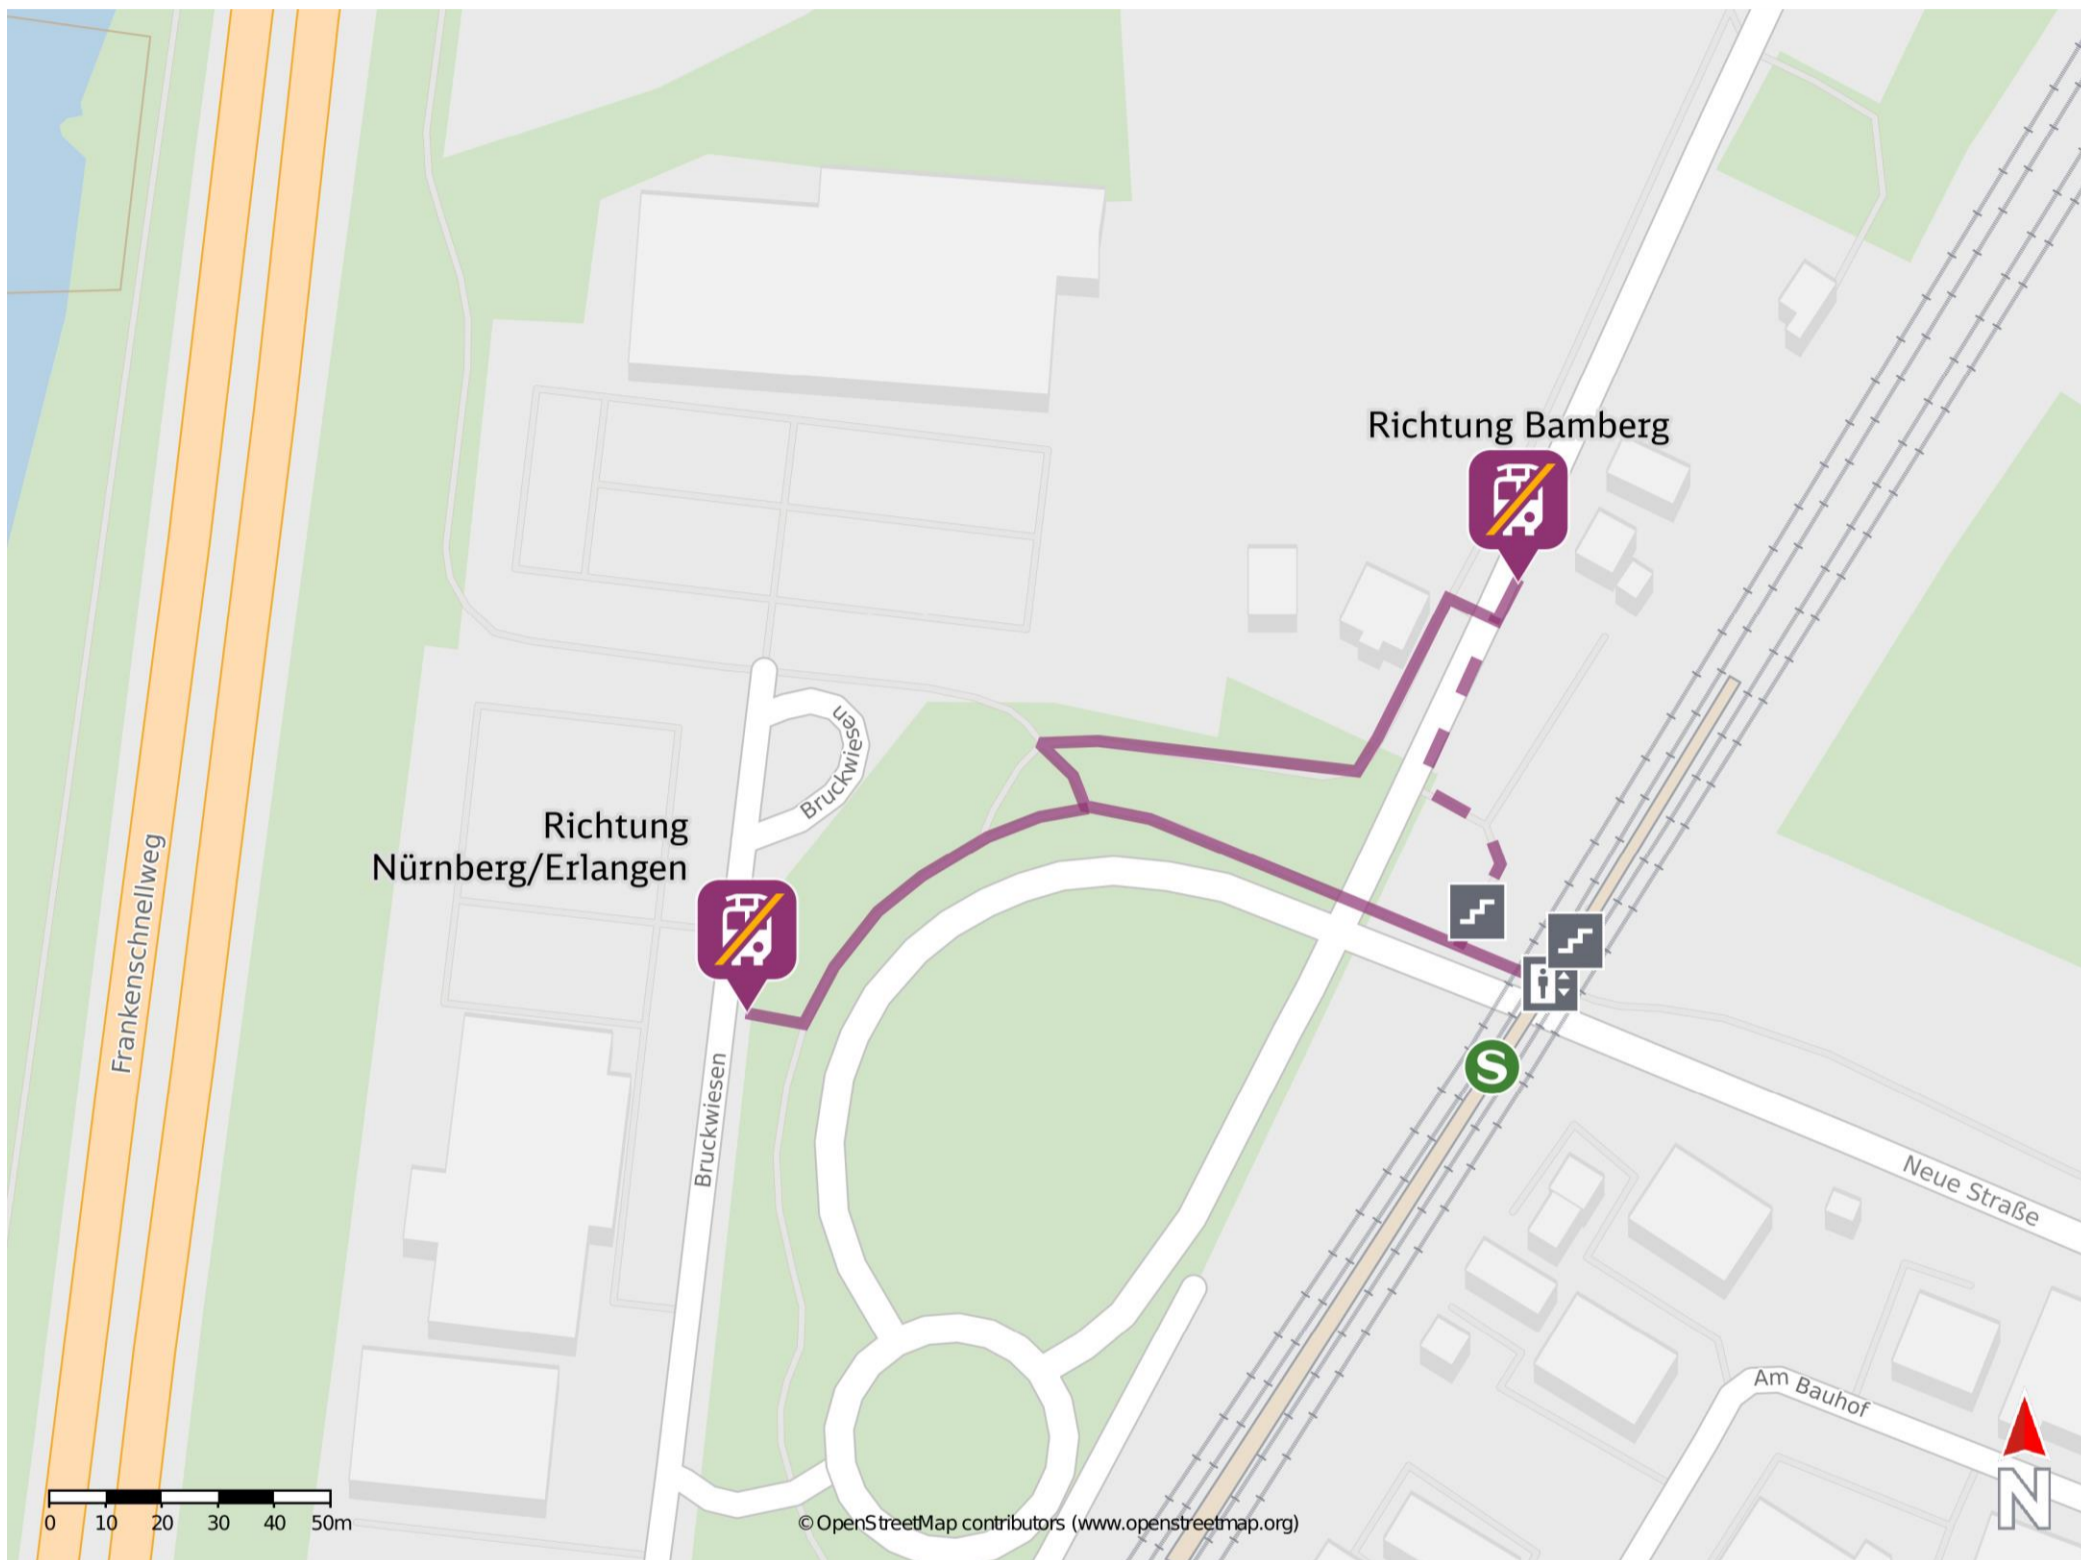 Richtung Bamberg
Bruckwiesen
Bruckwiesen
Richtung
Nürnberg/Erlangen
Frankenschnellweg
S
Bruckwiesen
Neue Straße
Am Bauhof
N
0 10 20 30 40 50m
© OpenStreetMap contributors (www.openstreetmap.org)